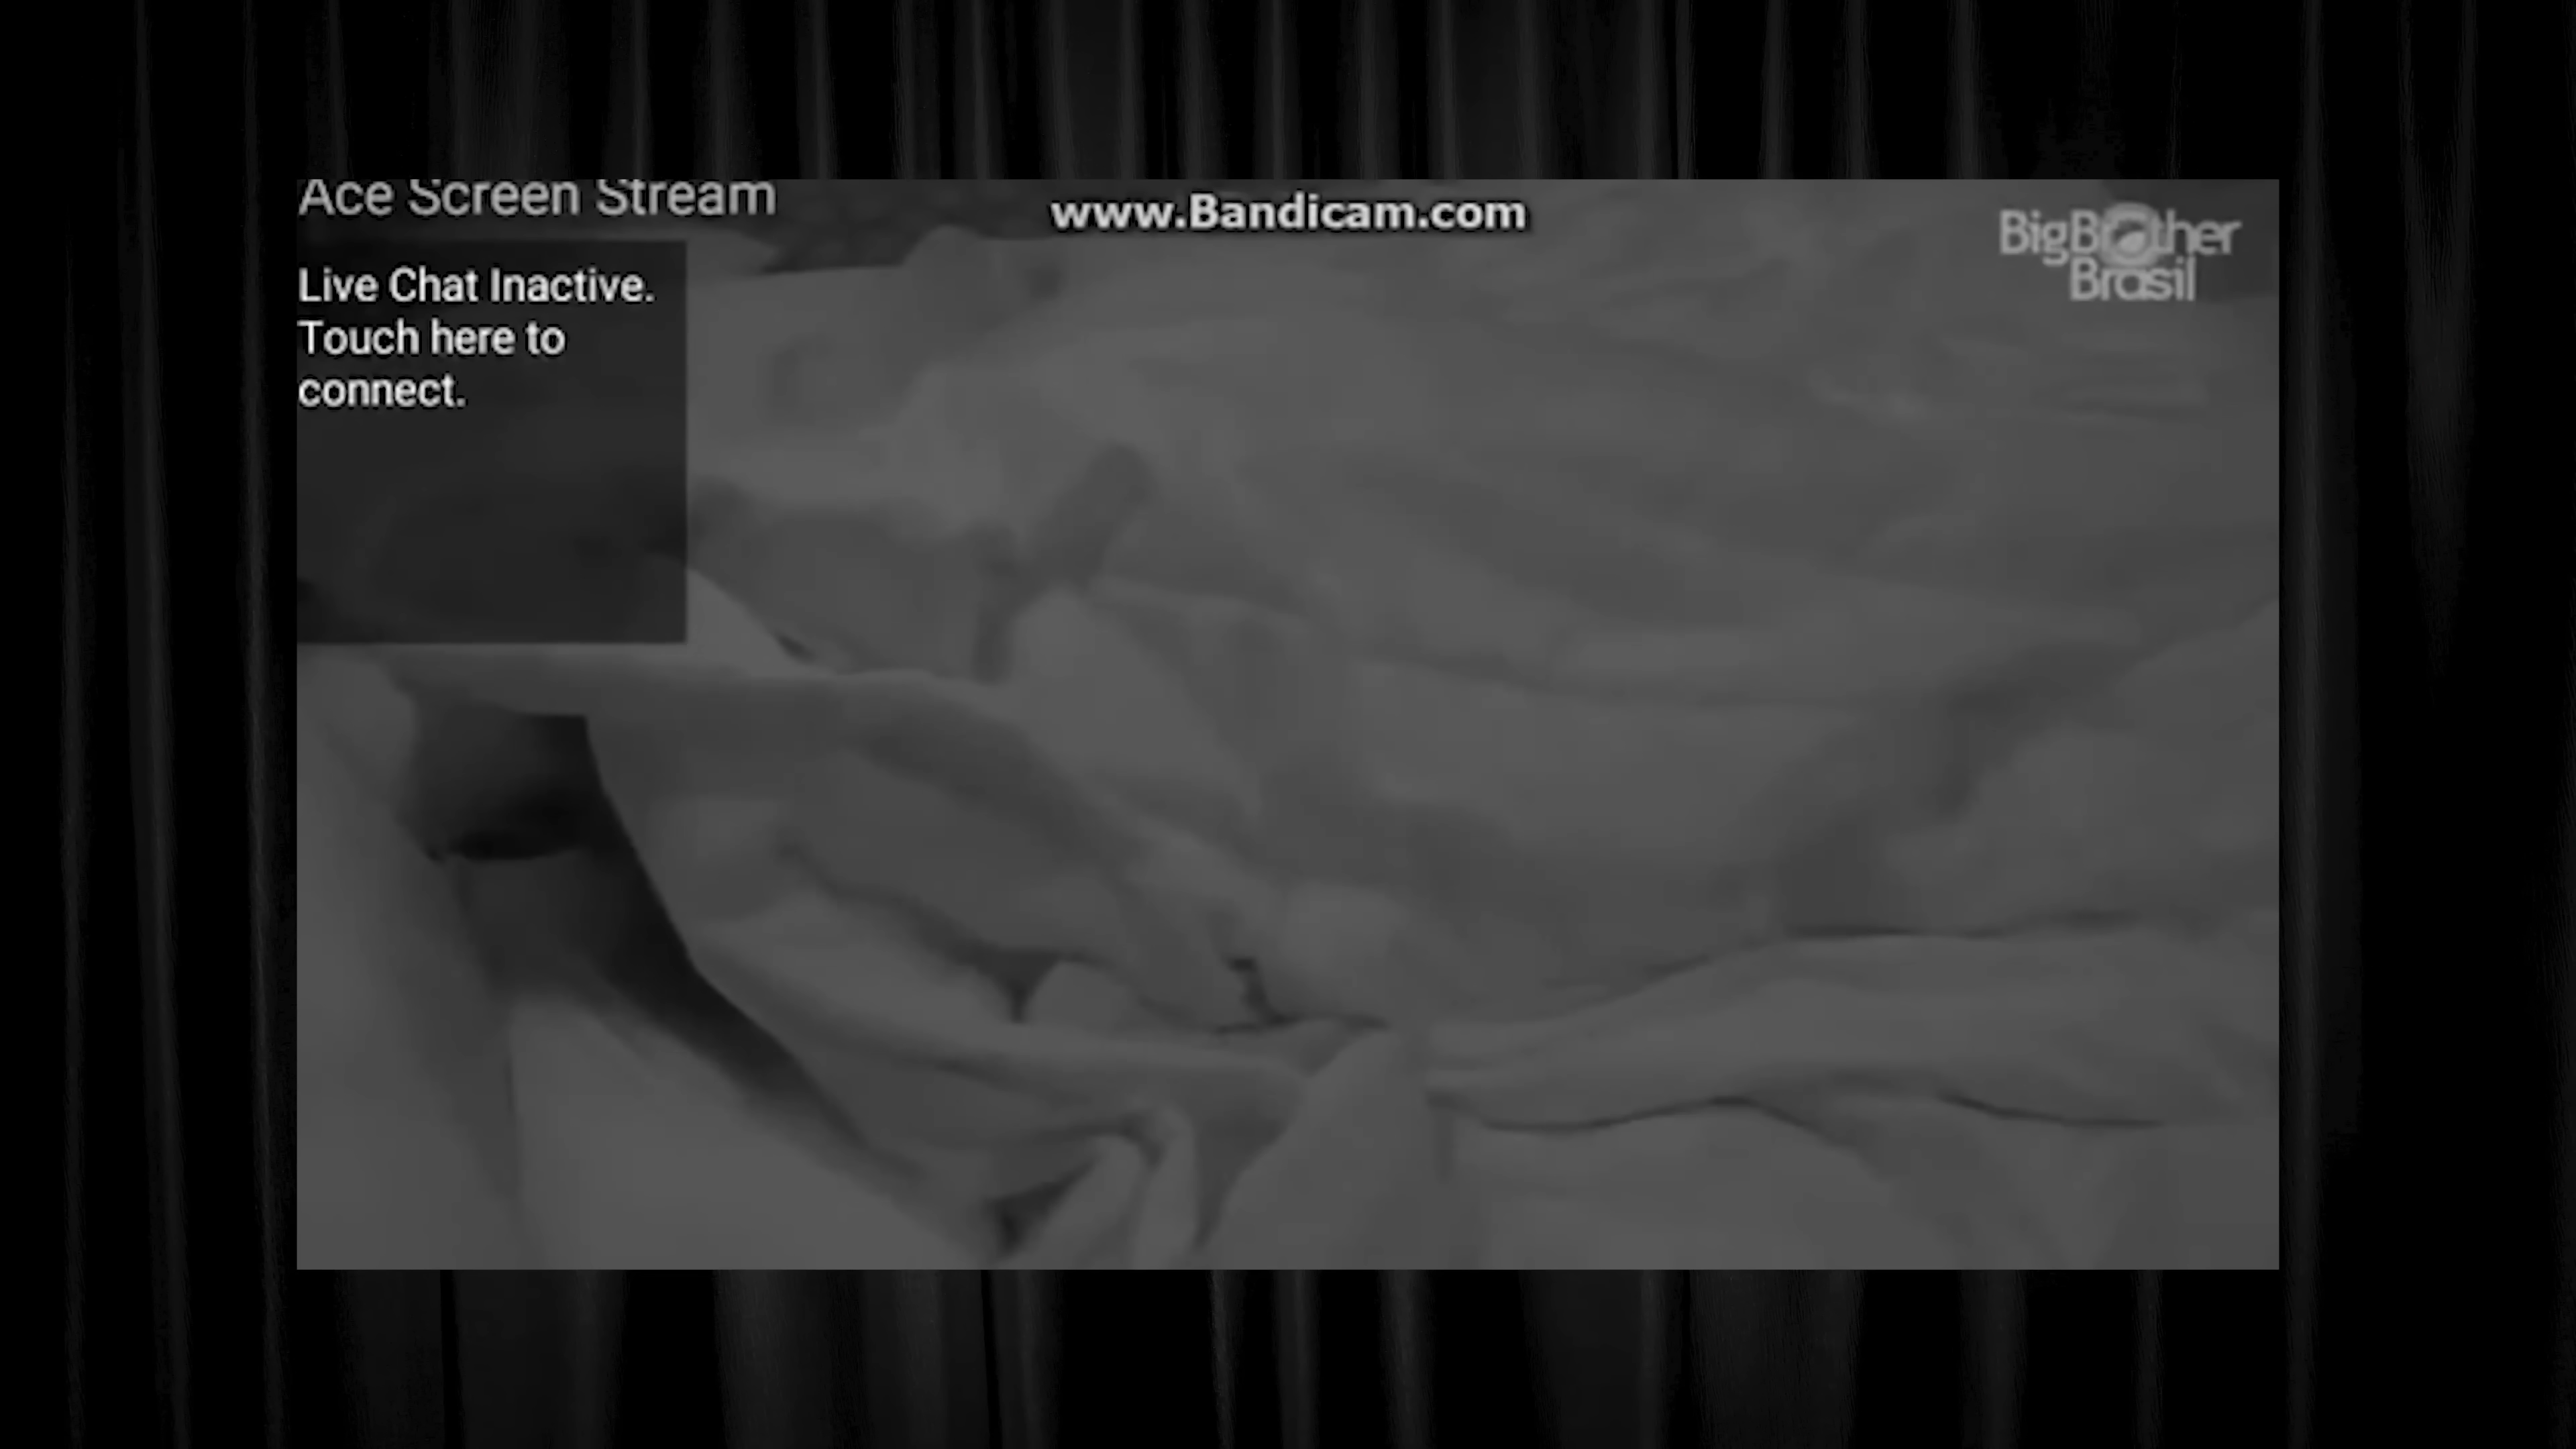 Ace Screen Stream
www.Bandicam.com
BigBrother
Brasil
Live Chat Inactive.
Touch here to
connect.